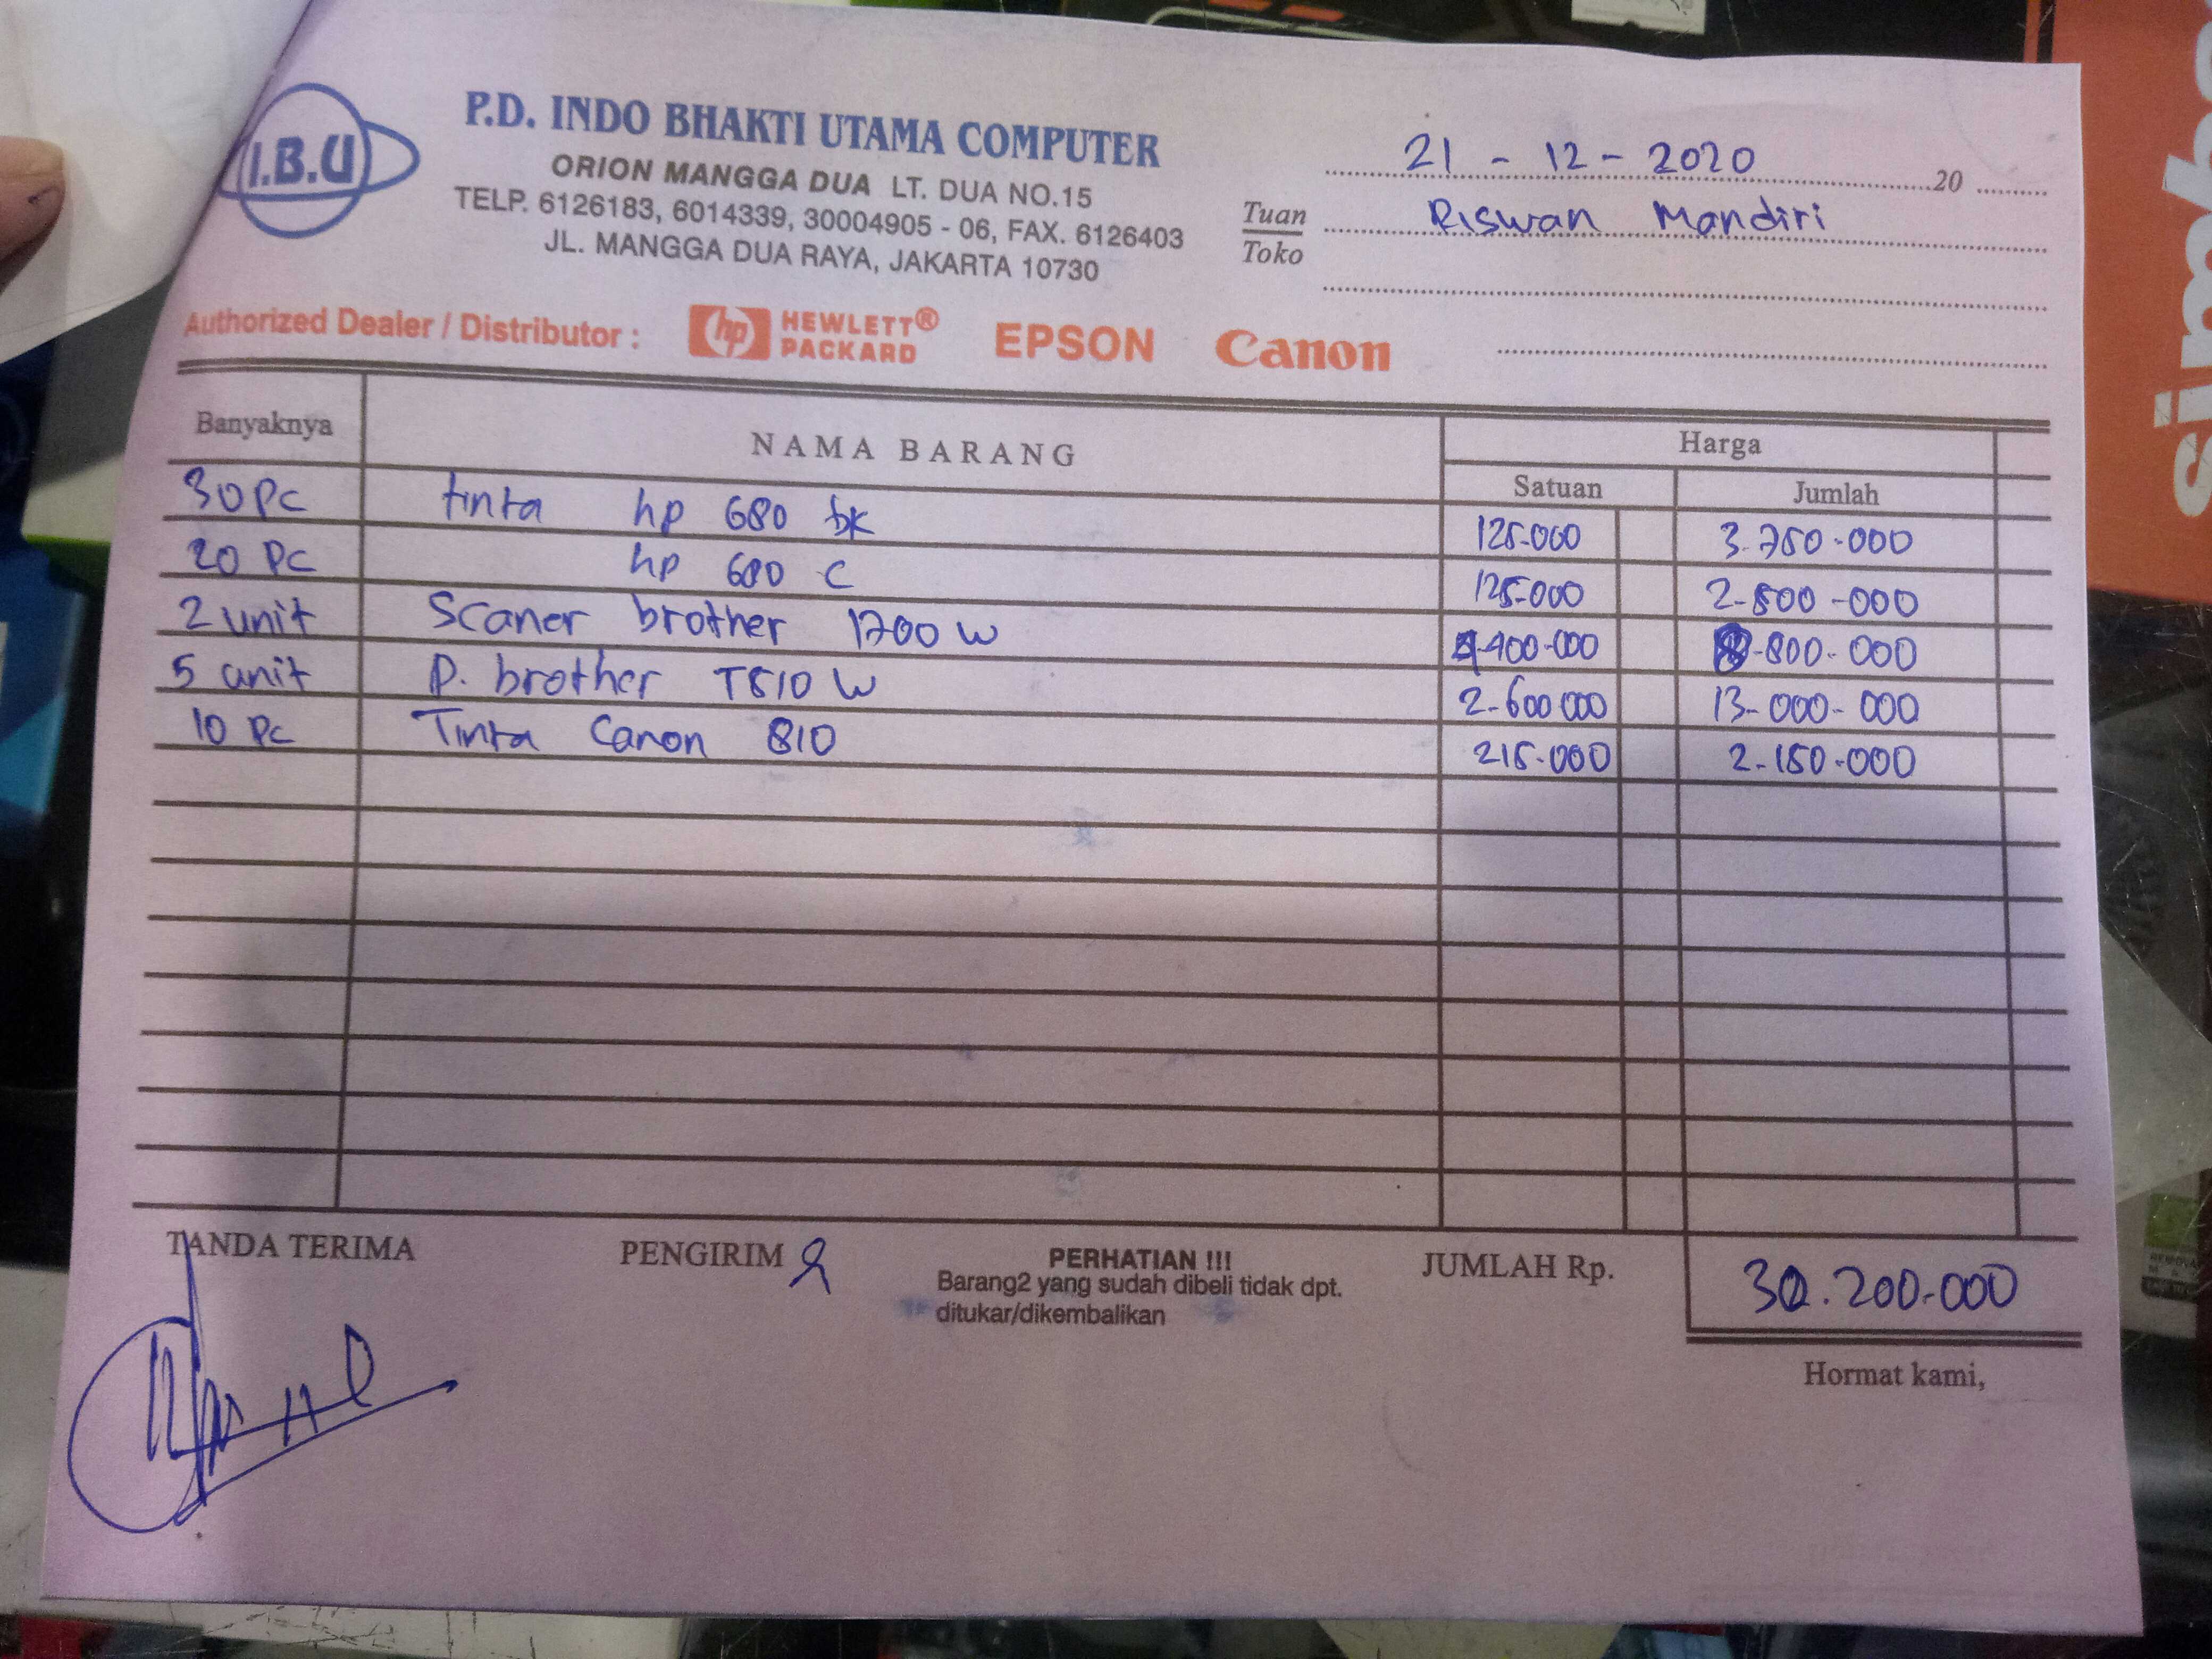 I.B.U
P.D. INDO BHAKTI UTAMA COMPUTER
ORION MANGGA DUA LT. DUA NO.15
TELP. 6126183, 6014339, 30004905 - 06, FAX. 6126403
JL. MANGGA DUA RAYA, JAKARTA 10730
21 - 12 - 2020 20
Tuan Riswan Mandiri
Toko
Authorized Dealer / Distributor : hp HEWLETT® PACKARD EPSON Canon
Banyaknya NAMA BARANG Harga
Satuan Jumlah
30 Pc tinta hp 680 bk 125.000 3.750.000
20 Pc hp 680 C 125.000 2.500.000
2 unit Scaner brother 1700 W 400.000 800.000
5 unit P. brother T510 W 2.600.000 13.000.000
10 Pc Tinta Canon 810 215.000 2.150.000
TANDA TERIMA PENGIRIM PERHATIAN !!! JUMLAH Rp. 30.200.000
Barang2 yang sudah dibeli tidak dpt.
ditukar/dikembalikan
Hormat kami,
simba